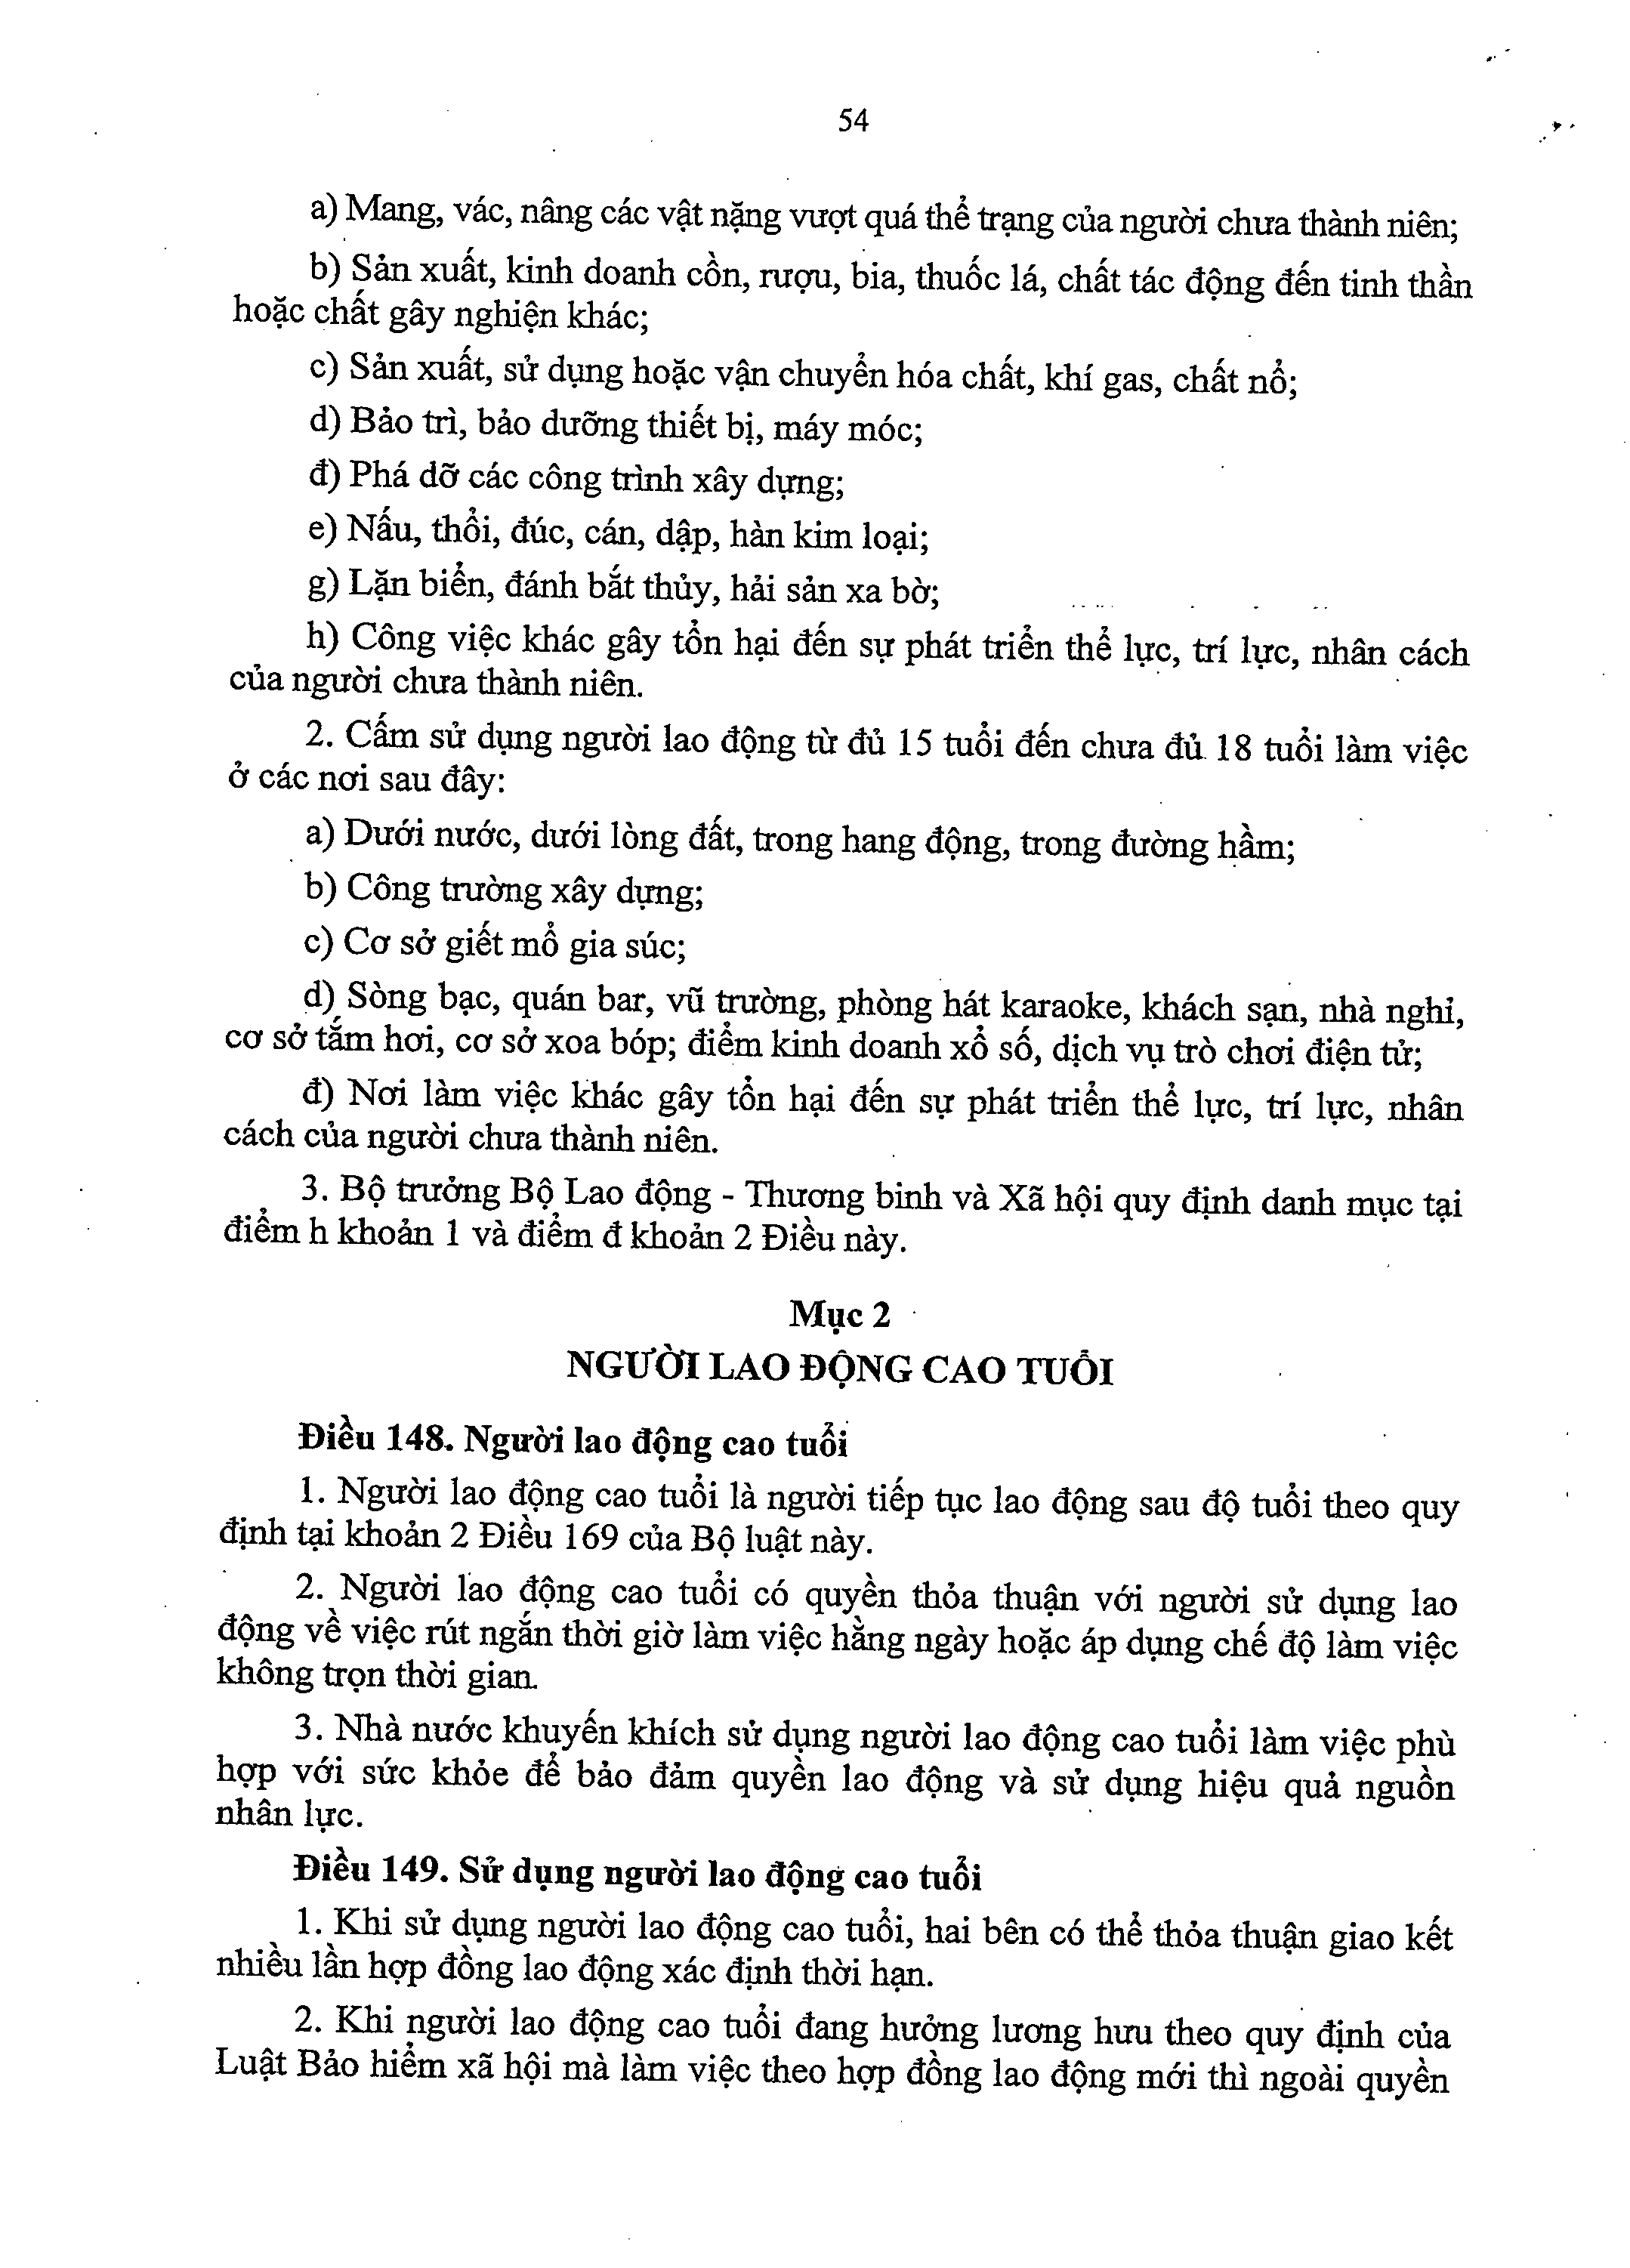 54
a) Mang, vác, nâng các vật nặng vượt quá thể trạng của người chưa thành niên;
b) Sản xuất, kinh doanh cồn, rượu, bia, thuốc lá, chất tác động đến tinh thần
hoặc chất gây nghiện khác;
c) Sản xuất, sử dụng hoặc vận chuyển hóa chất, khí gas, chất nổ;
d) Bảo trì, bảo dưỡng thiết bị, máy móc;
đ) Phá dỡ các công trình xây dựng;
e) Nấu, thổi, đúc, cán, dập, hàn kim loại;
g) Lặn biển, đánh bắt thủy, hải sản xa bờ;
h) Công việc khác gây tổn hại đến sự phát triển thể lực, trí lực, nhân cách
của người chưa thành niên.
2. Cấm sử dụng người lao động từ đủ 15 tuổi đến chưa đủ 18 tuổi làm việc
ở các nơi sau đây:
a) Dưới nước, dưới lòng đất, trong hang động, trong đường hầm;
b) Công trường xây dựng;
c) Cơ sở giết mổ gia súc;
d) Sòng bạc, quán bar, vũ trường, phòng hát karaoke, khách sạn, nhà nghỉ,
cơ sở tắm hơi, cơ sở xoa bóp; điểm kinh doanh xổ số, dịch vụ trò chơi điện tử;
đ) Nơi làm việc khác gây tổn hại đến sự phát triển thể lực, trí lực, nhân
cách của người chưa thành niên.
3. Bộ trưởng Bộ Lao động - Thương binh và Xã hội quy định danh mục tại
điểm h khoản 1 và điểm đ khoản 2 Điều này.
Mục 2
NGƯỜI LAO ĐỘNG CAO TUỔI
Điều 148. Người lao động cao tuổi
1. Người lao động cao tuổi là người tiếp tục lao động sau độ tuổi theo quy
định tại khoản 2 Điều 169 của Bộ luật này.
2. Người lao động cao tuổi có quyền thỏa thuận với người sử dụng lao
động về việc rút ngắn thời giờ làm việc hằng ngày hoặc áp dụng chế độ làm việc
không trọn thời gian.
3. Nhà nước khuyến khích sử dụng người lao động cao tuổi làm việc phù
hợp với sức khỏe để bảo đảm quyền lao động và sử dụng hiệu quả nguồn
nhân lực.
Điều 149. Sử dụng người lao động cao tuổi
1. Khi sử dụng người lao động cao tuổi, hai bên có thể thỏa thuận giao kết
nhiều lần hợp đồng lao động xác định thời hạn.
2. Khi người lao động cao tuổi đang hưởng lương hưu theo quy định của
Luật Bảo hiểm xã hội mà làm việc theo hợp đồng lao động mới thì ngoài quyền